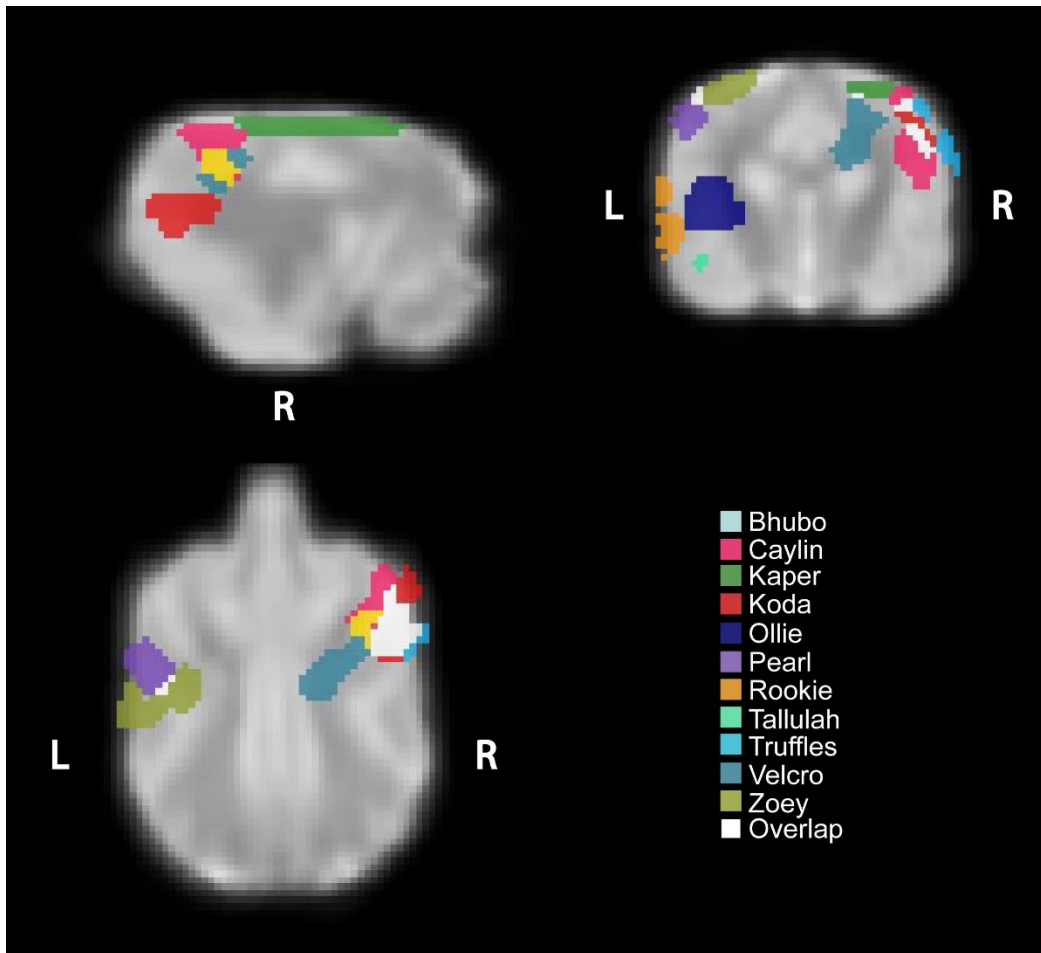 L
R
R
L
R
Bhubo
Caylin
Kaper
Koda
Ollie
Pearl
Rookie
Tallulah
Truffles
Velcro
Zoey
Overlap